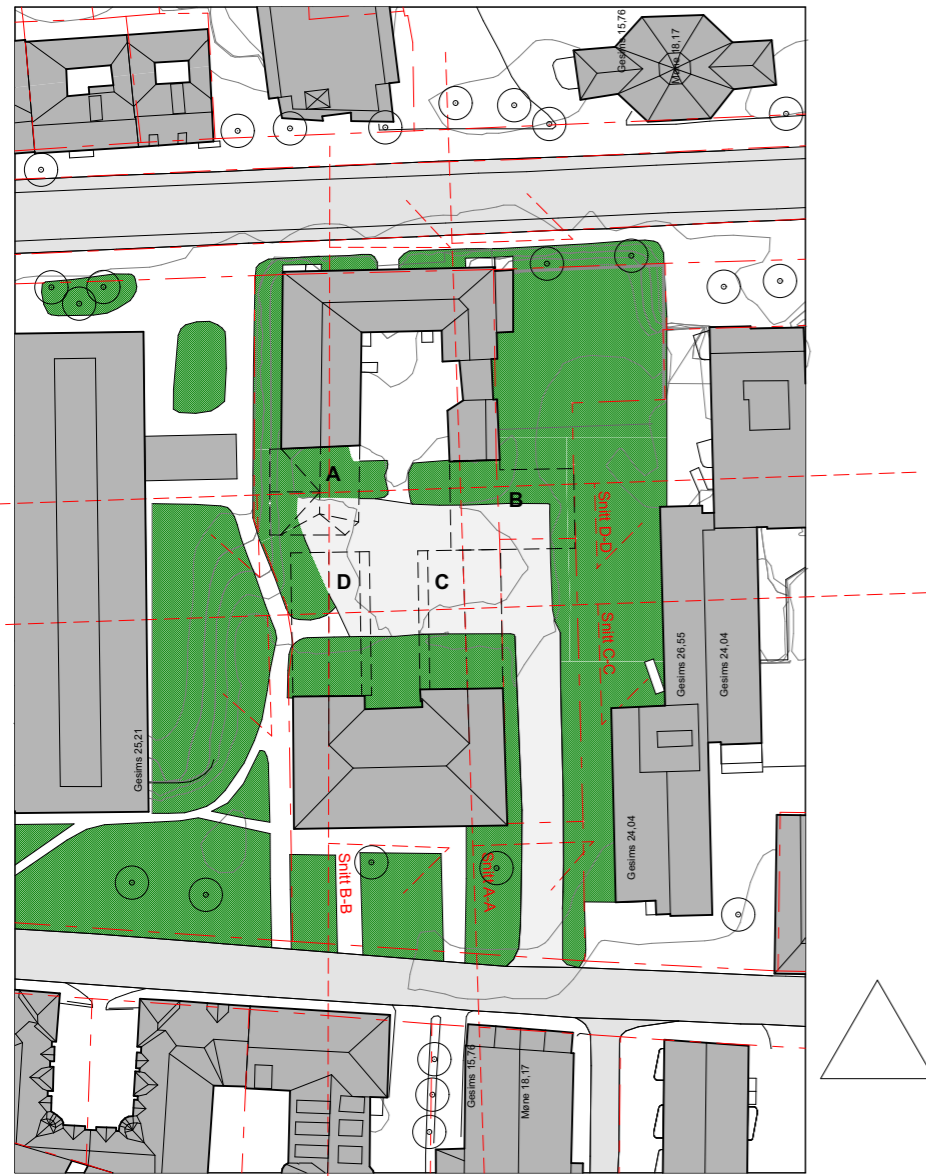 Gesims 15,76
Møne 18,17
A
B
Snitt D-D
D
C
Snitt C-C
Gesims 26,55
Gesims 24,04
Gesims 25,21
Gesims 24,04
Snitt B-B
Snitt A-A
Gesims 15,76
Møne 18,17